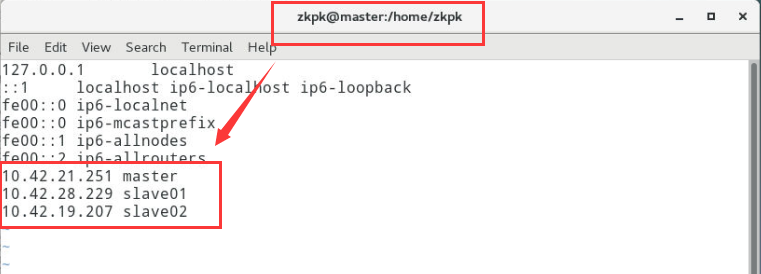 zkpk@master:/home/zkpk
File Edit View Search Terminal Help
127.0.0.1 localhost
::1 localhost ip6-localhost ip6-loopback
fe00::0 ip6-localnet
fe00::0 ip6-mcastprefix
fe00::1 ip6-allnodes
fe00::2 ip6-allrouters
10.42.21.251 master
10.42.28.229 slave01
10.42.19.207 slave02
~
~
~